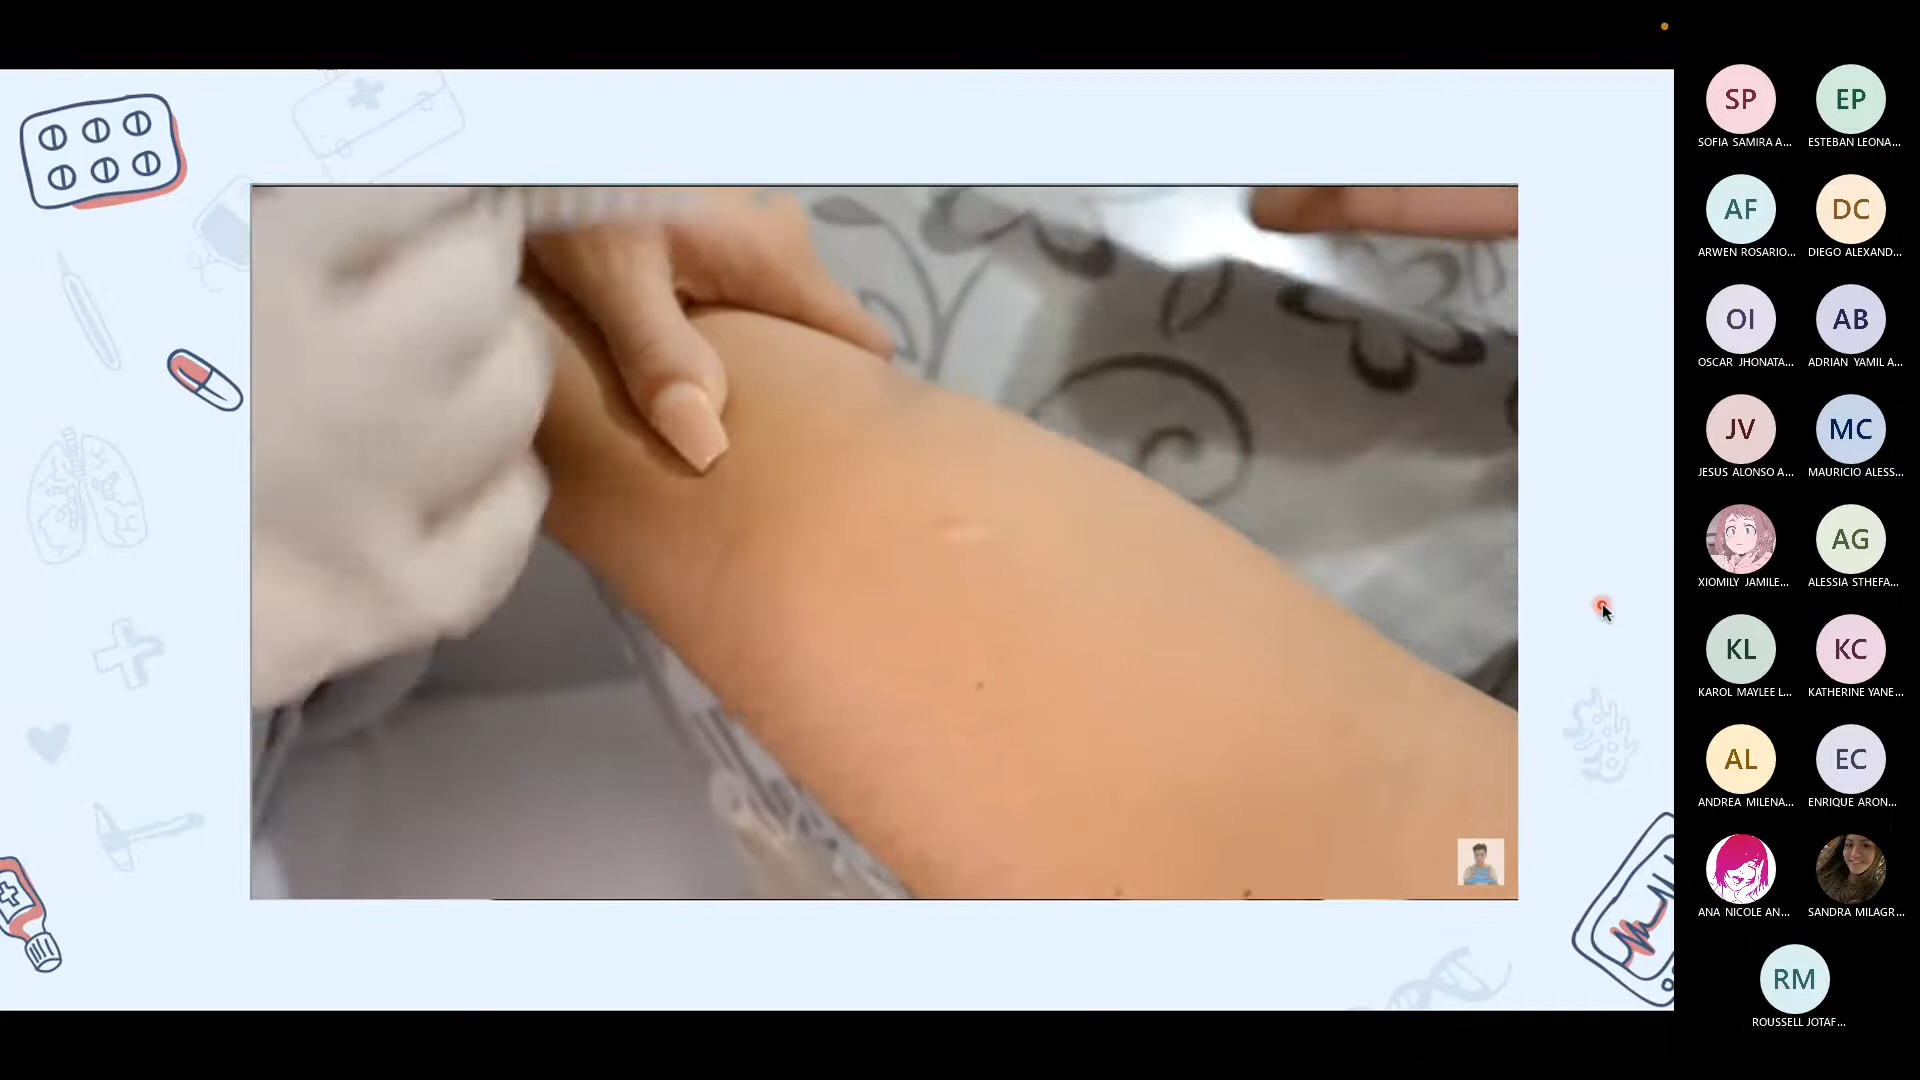 SP
EP
SOFIA SAMIRA A...
ESTEBAN LEONA...
AF
DC
ARWEN ROSARIO...
DIEGO ALEXAND...
OI
AB
OSCAR JHONATA...
ADRIAN YAMIL A...
JV
MC
JESUS ALONSO A...
MAURICIO ALESS...
AG
XIOMILY JAMILE...
ALESSIA STHEFA...
KL
KC
KAROL MAYLEE L...
KATHERINE YANE...
AL
EC
ANDREA MILENA...
ENRIQUE ARON...
ANA NICOLE AN...
SANDRA MILAGR...
RM
ROUSSELL JOTAF...